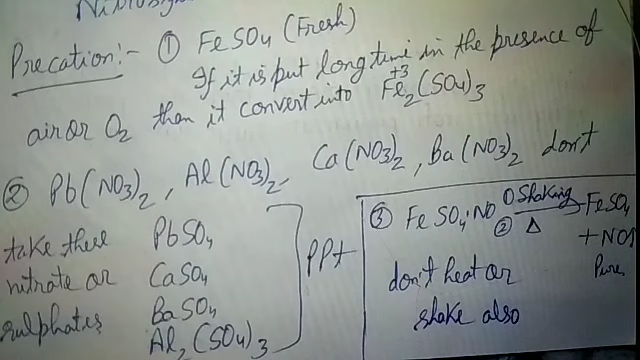 Precation:- ① FeSO4 (Fresh)
If it is put long time in the presence of
air or O2 than it convert into Fe2(SO4)3
+3
② Pb(NO3)2, Al(NO3)2, Ca(NO3)2, Ba(NO3)2 don't
take these PbSO4
nitrate or CaSO4
sulphates BaSO4
Al2(SO4)3
PPt
③ FeSO4·NO ① Shaking FeSO4
② Δ + NO↑
Pure
don't heat or
shake also